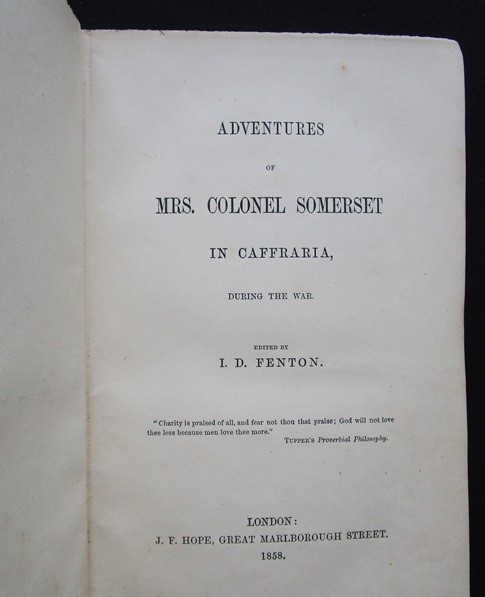 ADVENTURES
OF
MRS. COLONEL SOMERSET
IN CAFFRARIA,
DURING THE WAR.
EDITED BY
I. D. FENTON.
"Charity is praised of all, and fear not thou that praise; God will not love
thee less because men love thee more."
TUPPER'S Proverbial Philosophy.
LONDON:
J. F. HOPE, GREAT MARLBOROUGH STREET.
1858.